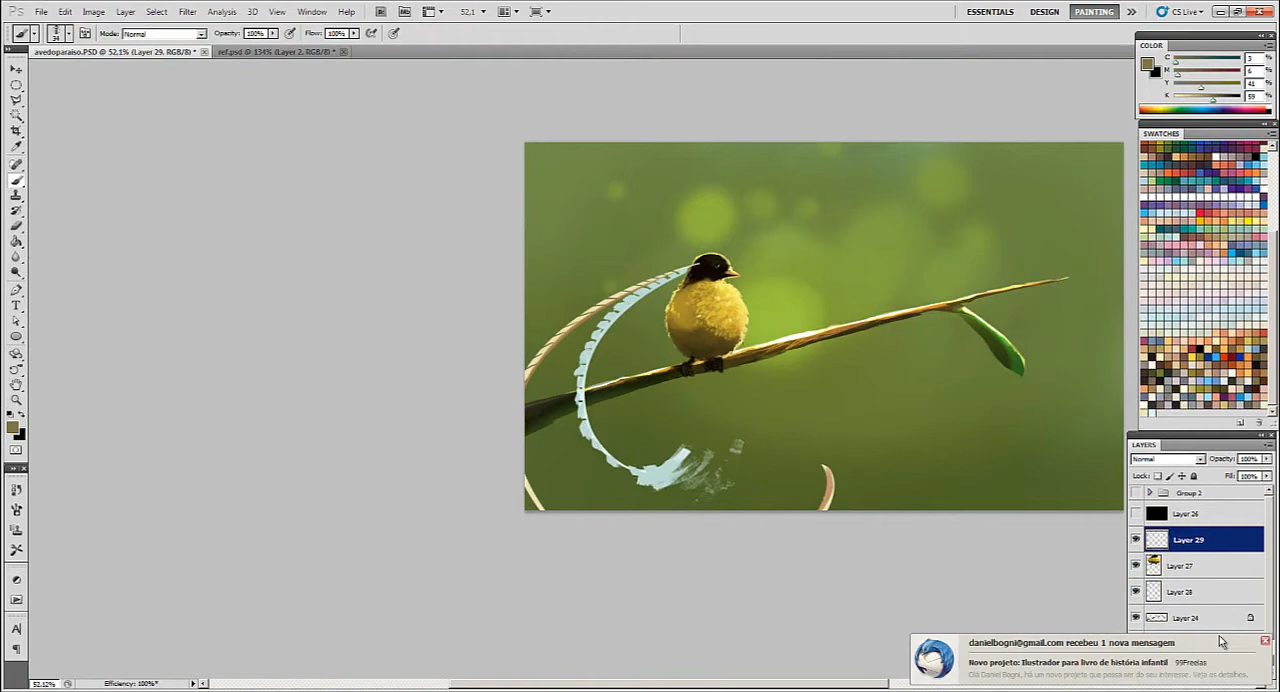 Ps File Edit Image Layer Select Filter Analysis 3D View Window Help Br Mb 52,1 ESSENTIALS DESIGN PAINTING CS Live
34 Mode: Normal Opacity: 100% Flow: 100%
avedoparaiso.PSD @ 52,1% (Layer 29, RGB/8) * ref.psd @ 134% (Layer 2, RGB/8) *
COLOR
C 3 %
M 6 %
Y 41 %
K 59 %
SWATCHES
LAYERS
Normal Opacity: 100%
Lock: Fill: 100%
Group 2
Layer 26
Layer 29
Layer 27
Layer 28
Layer 24
danielbogni@gmail.com recebeu 1 nova mensagem
Novo projeto: Ilustrador para livro de história infantil 99Freelas
Olá Daniel Bogni, há um novo projeto que possa ser do seu interesse. Veja os detalhes.
52.12% Efficiency: 100%*